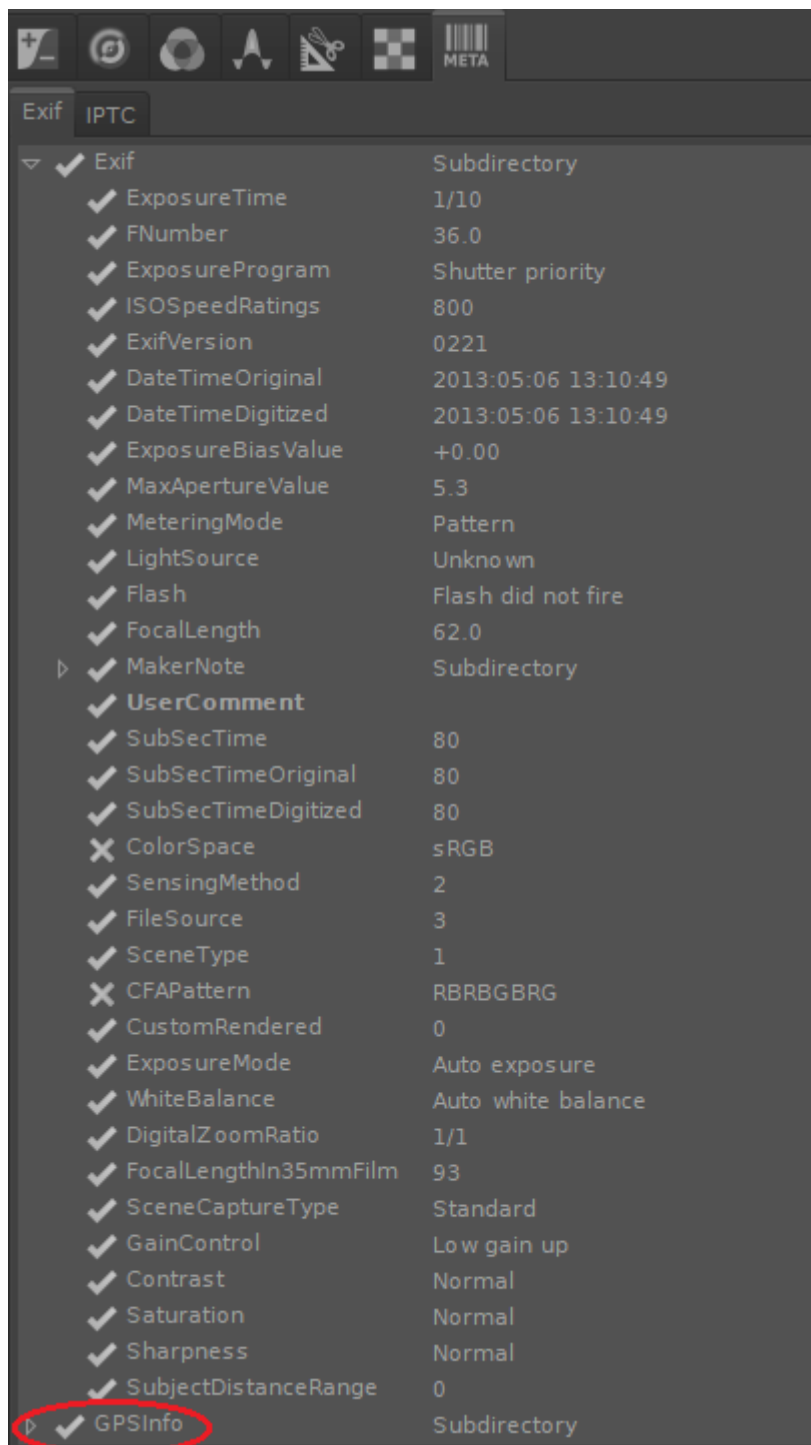 META
Exif IPTC
Exif Subdirectory
ExposureTime 1/10
FNumber 36.0
ExposureProgram Shutter priority
ISOSpeedRatings 800
ExifVersion 0221
DateTimeOriginal 2013:05:06 13:10:49
DateTimeDigitized 2013:05:06 13:10:49
ExposureBiasValue +0.00
MaxApertureValue 5.3
MeteringMode Pattern
LightSource Unknown
Flash Flash did not fire
FocalLength 62.0
MakerNote Subdirectory
UserComment
SubSecTime 80
SubSecTimeOriginal 80
SubSecTimeDigitized 80
ColorSpace sRGB
SensingMethod 2
FileSource 3
SceneType 1
CFAPattern RBRBGBRG
CustomRendered 0
ExposureMode Auto exposure
WhiteBalance Auto white balance
DigitalZoomRatio 1/1
FocalLengthIn35mmFilm 93
SceneCaptureType Standard
GainControl Low gain up
Contrast Normal
Saturation Normal
Sharpness Normal
SubjectDistanceRange 0
GPSInfo Subdirectory